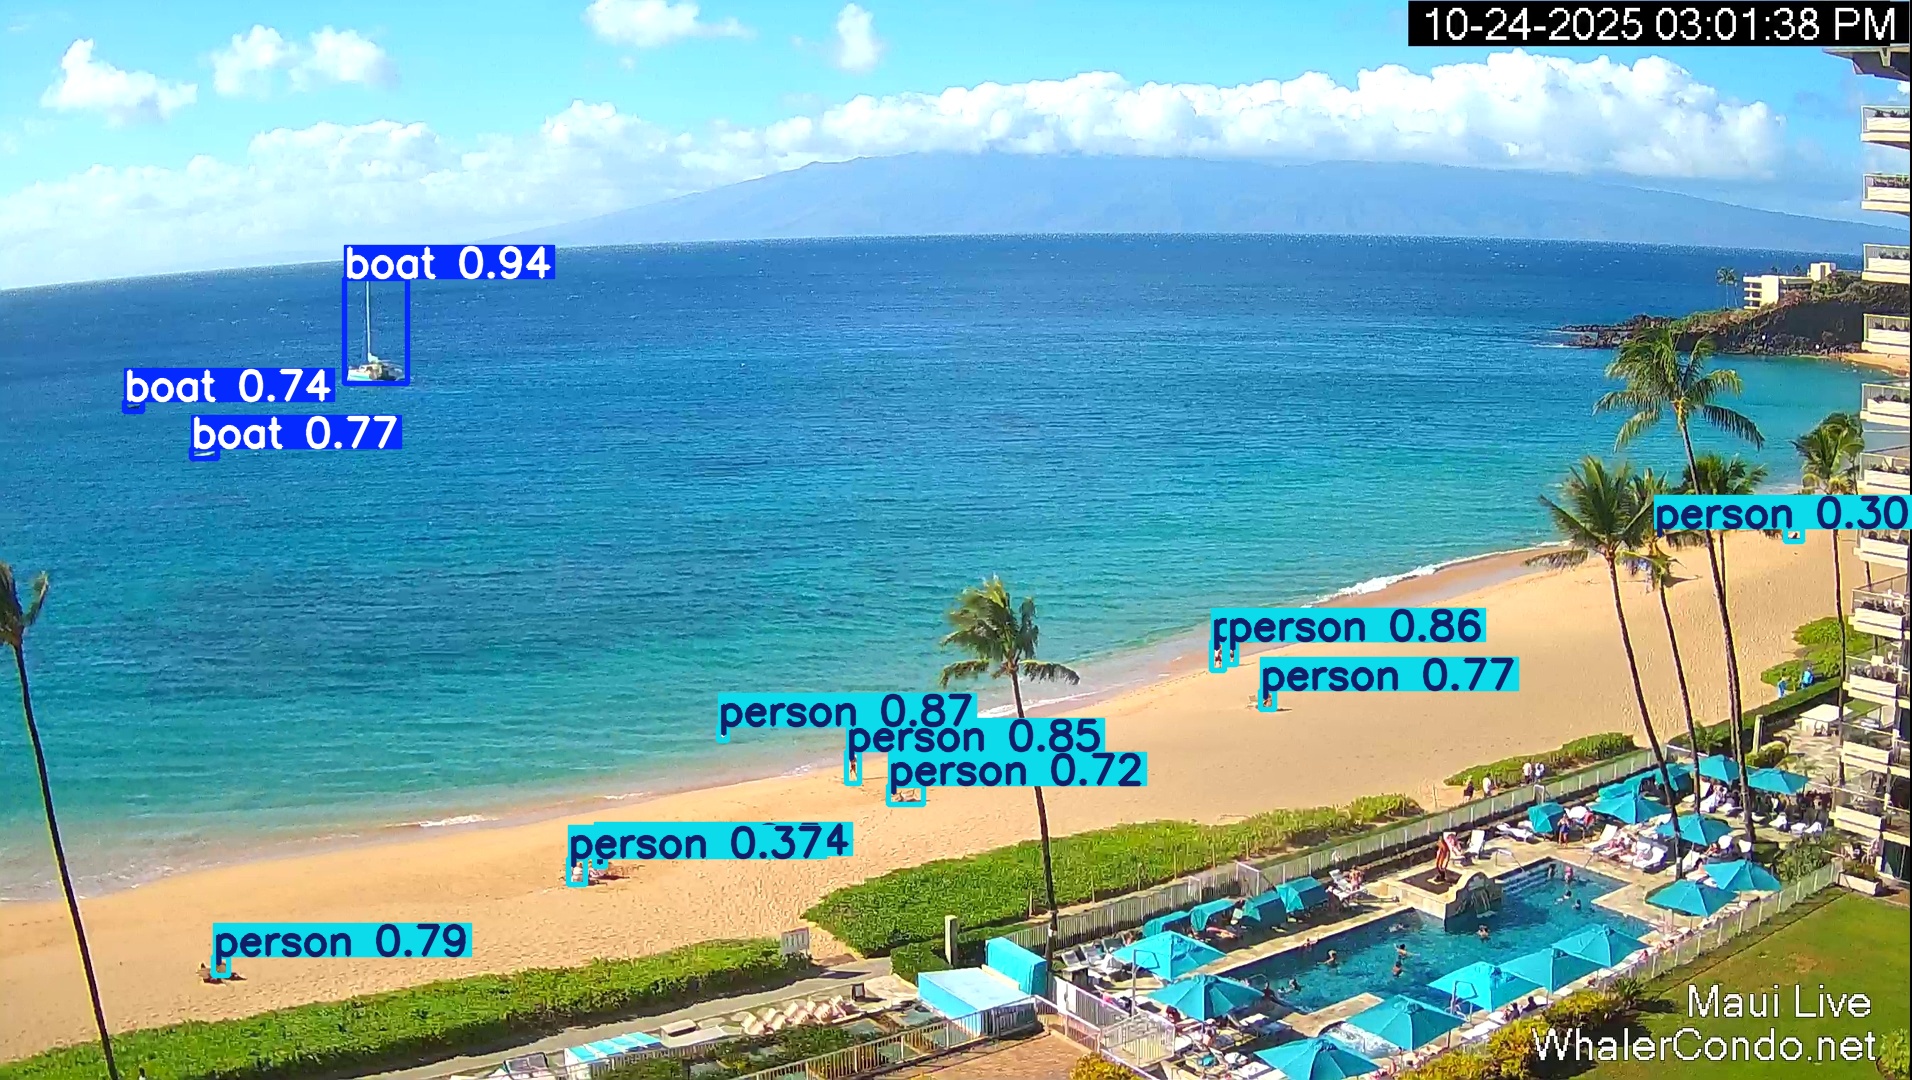 10-24-2025 03:01:38 PM
boat 0.94
boat 0.74
boat 0.77
person 0.30
person 0.86
person 0.77
person 0.87
person 0.85
person 0.72
person 0.37
person 0.79
Maui Live
WhalerCondo.net